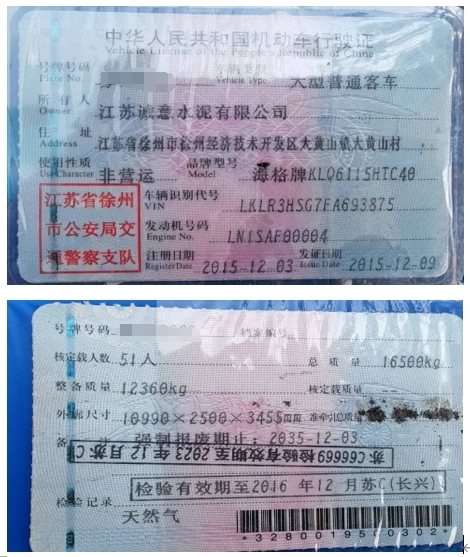 中华人民共和国机动车行驶证
Vehicle License of the People's Republic of China
号牌号码
Plate No.
车辆类型
Vehicle Type
大型普通客车
所有人
Owner
江苏诚意水泥有限公司
住址
Address
江苏省徐州市徐州经济技术开发区大黄山镇大黄山村
使用性质
Use Character
非营运
品牌型号
Model
海格牌KLQ6115HTC40
江苏省徐州
市公安局交
通警察支队
车辆识别代号
VIN
LKLR3HSG7FA693875
发动机号码
Engine No.
LN1SAF00004
注册日期
Register Date
2015-12-03
发证日期
Issue Date
2015-12-09
号牌号码
档案编号
核定载人数
51人
总质量
16500kg
整备质量
12360kg
核定载质量
外廓尺寸
10990×2500×3455mm
准牵引总质量
备注
强制报废期止:2035-12-03
检验有效期至2023年12月苏C
苏C66669
检验记录
检验有效期至2016年12月苏C(长兴)
天然气
*3280019570302*